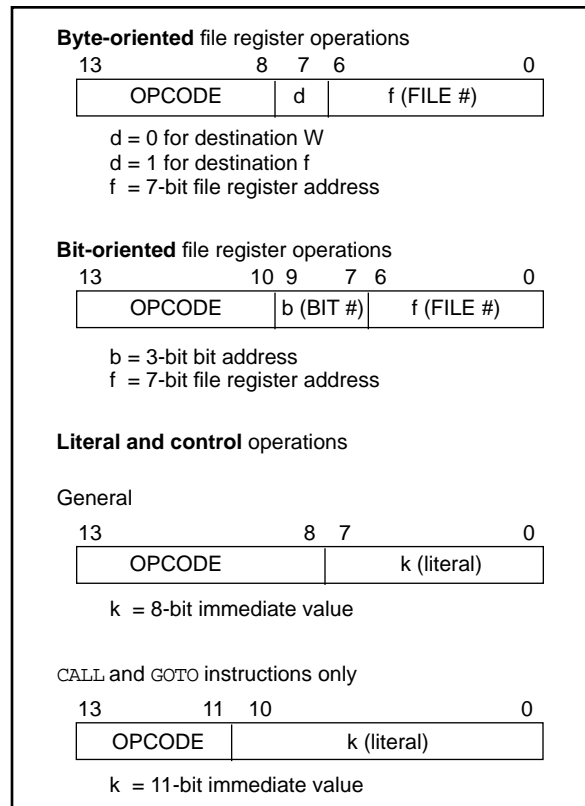 Byte-oriented file register operations
13 8 7 6 0
OPCODE d f (FILE #)
d = 0 for destination W
d = 1 for destination f
f = 7-bit file register address
Bit-oriented file register operations
13 10 9 7 6 0
OPCODE b (BIT #) f (FILE #)
b = 3-bit bit address
f = 7-bit file register address
Literal and control operations
General
13 8 7 0
OPCODE k (literal)
k = 8-bit immediate value
CALL and GOTO instructions only
13 11 10 0
OPCODE k (literal)
k = 11-bit immediate value